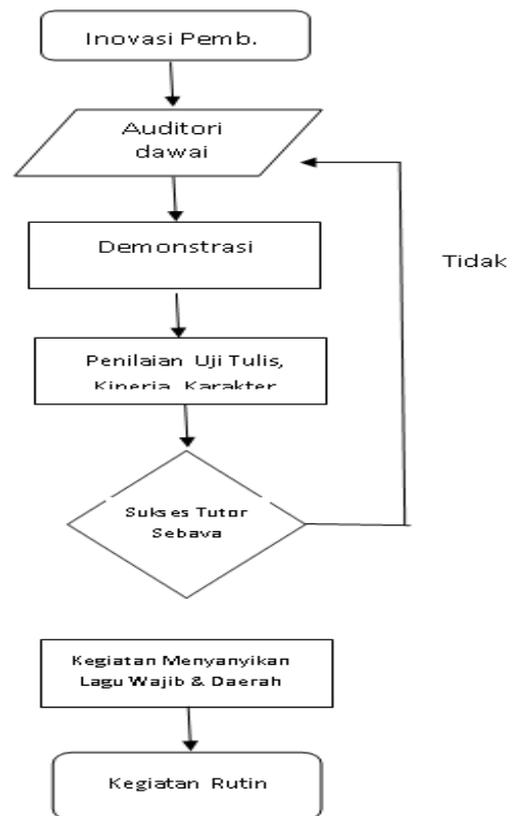 Inovasi Pemb.
Auditori
dawai
Demonstrasi
Tidak
Penilaian Uji Tulis,
Kinerja Karakter
Sukses Tutor
Sebaya
Kegiatan Menyanyikan
Lagu Wajib & Daerah
Kegiatan Rutin